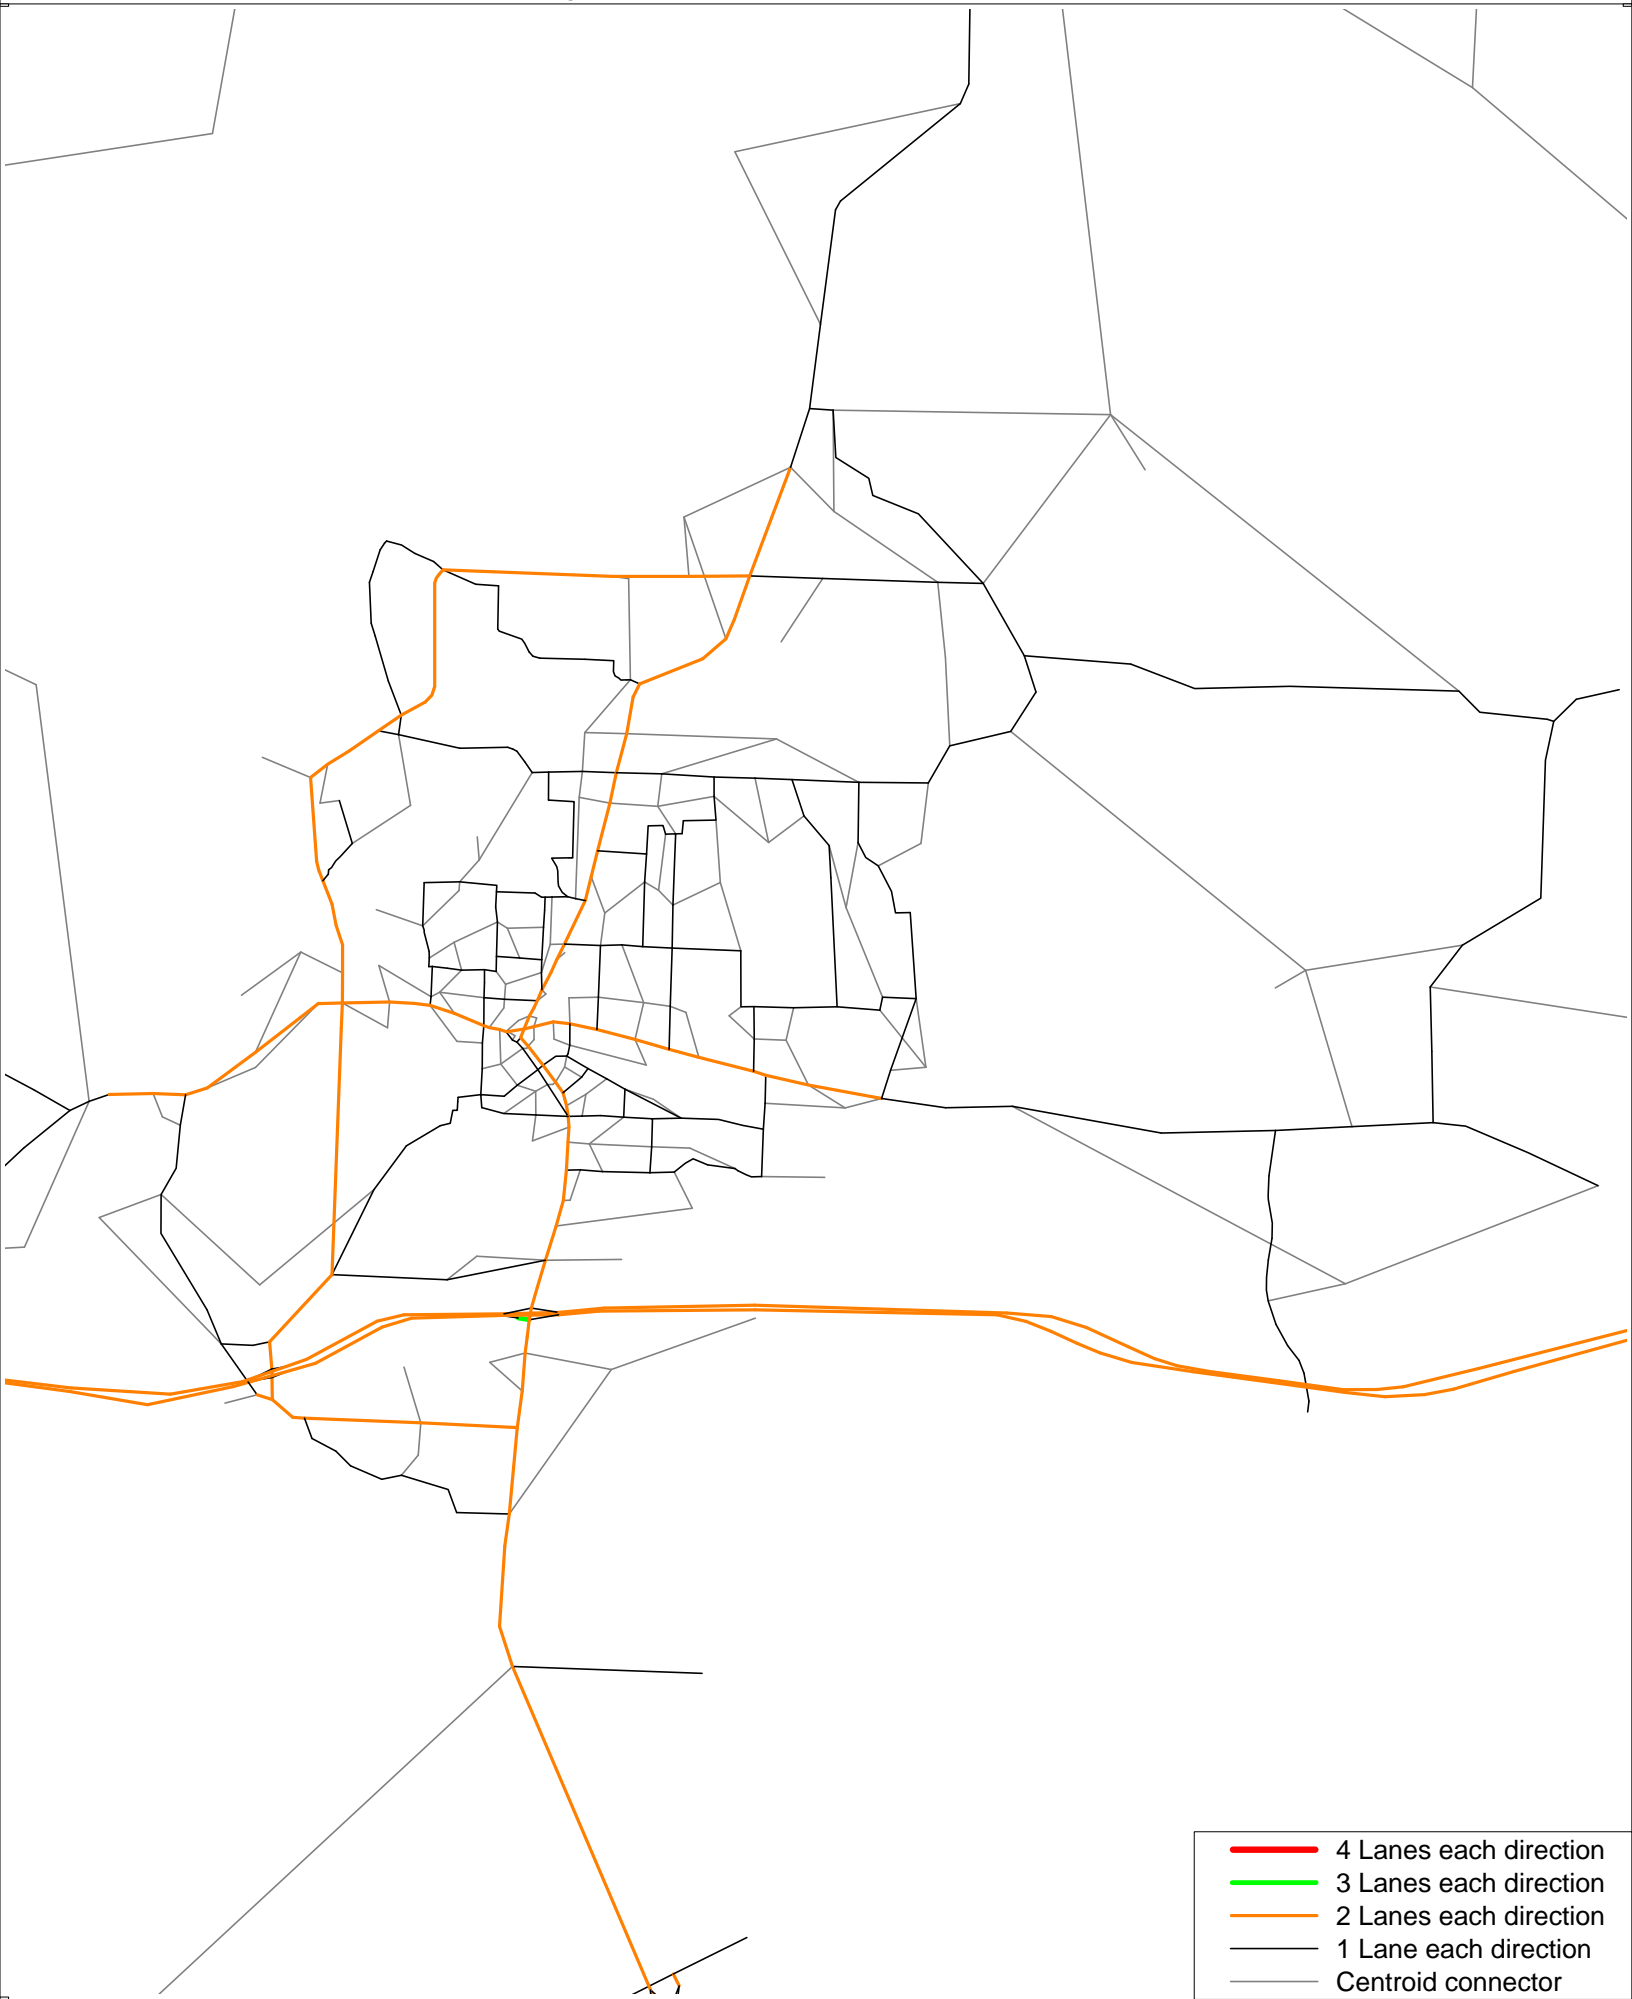 4 Lanes each direction
3 Lanes each direction
2 Lanes each direction
1 Lane each direction
Centroid connector